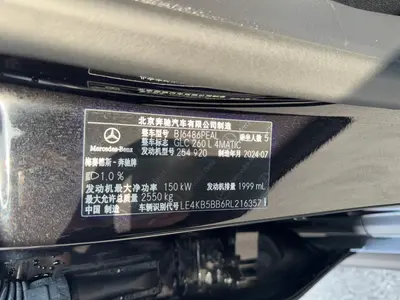 北京奔驰汽车有限公司制造
整车型号 BJ6486PEAL 乘坐人数 5
整车标志 GLC 260 L 4MATIC
发动机型号 254 920 制造年月 2024-07
Mercedes-Benz
梅赛德斯-奔驰牌
1.0 %
发动机最大净功率 150 kW 发动机排量 1999 mL
最大允许总质量 2550 kg
中国 制造 车辆识别代号 LE4KB5BB6RL216357